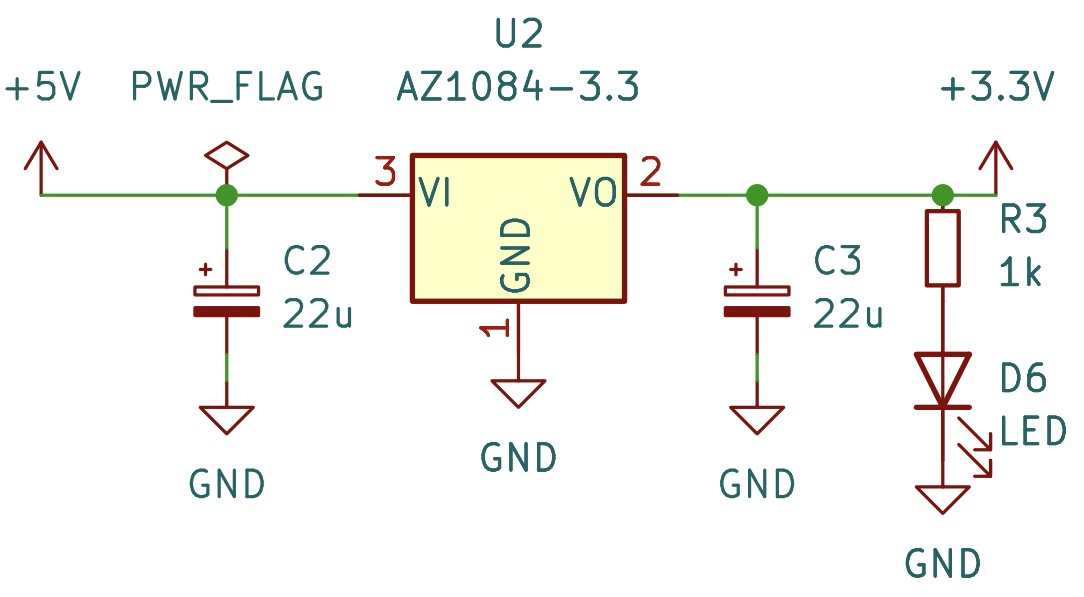 U2
+5V
PWR_FLAG
AZ1084-3.3
+3.3V
3
VI
VO
2
GND
1
+
C2
22u
+
C3
22u
R3
1k
D6
LED
GND
GND
GND
GND